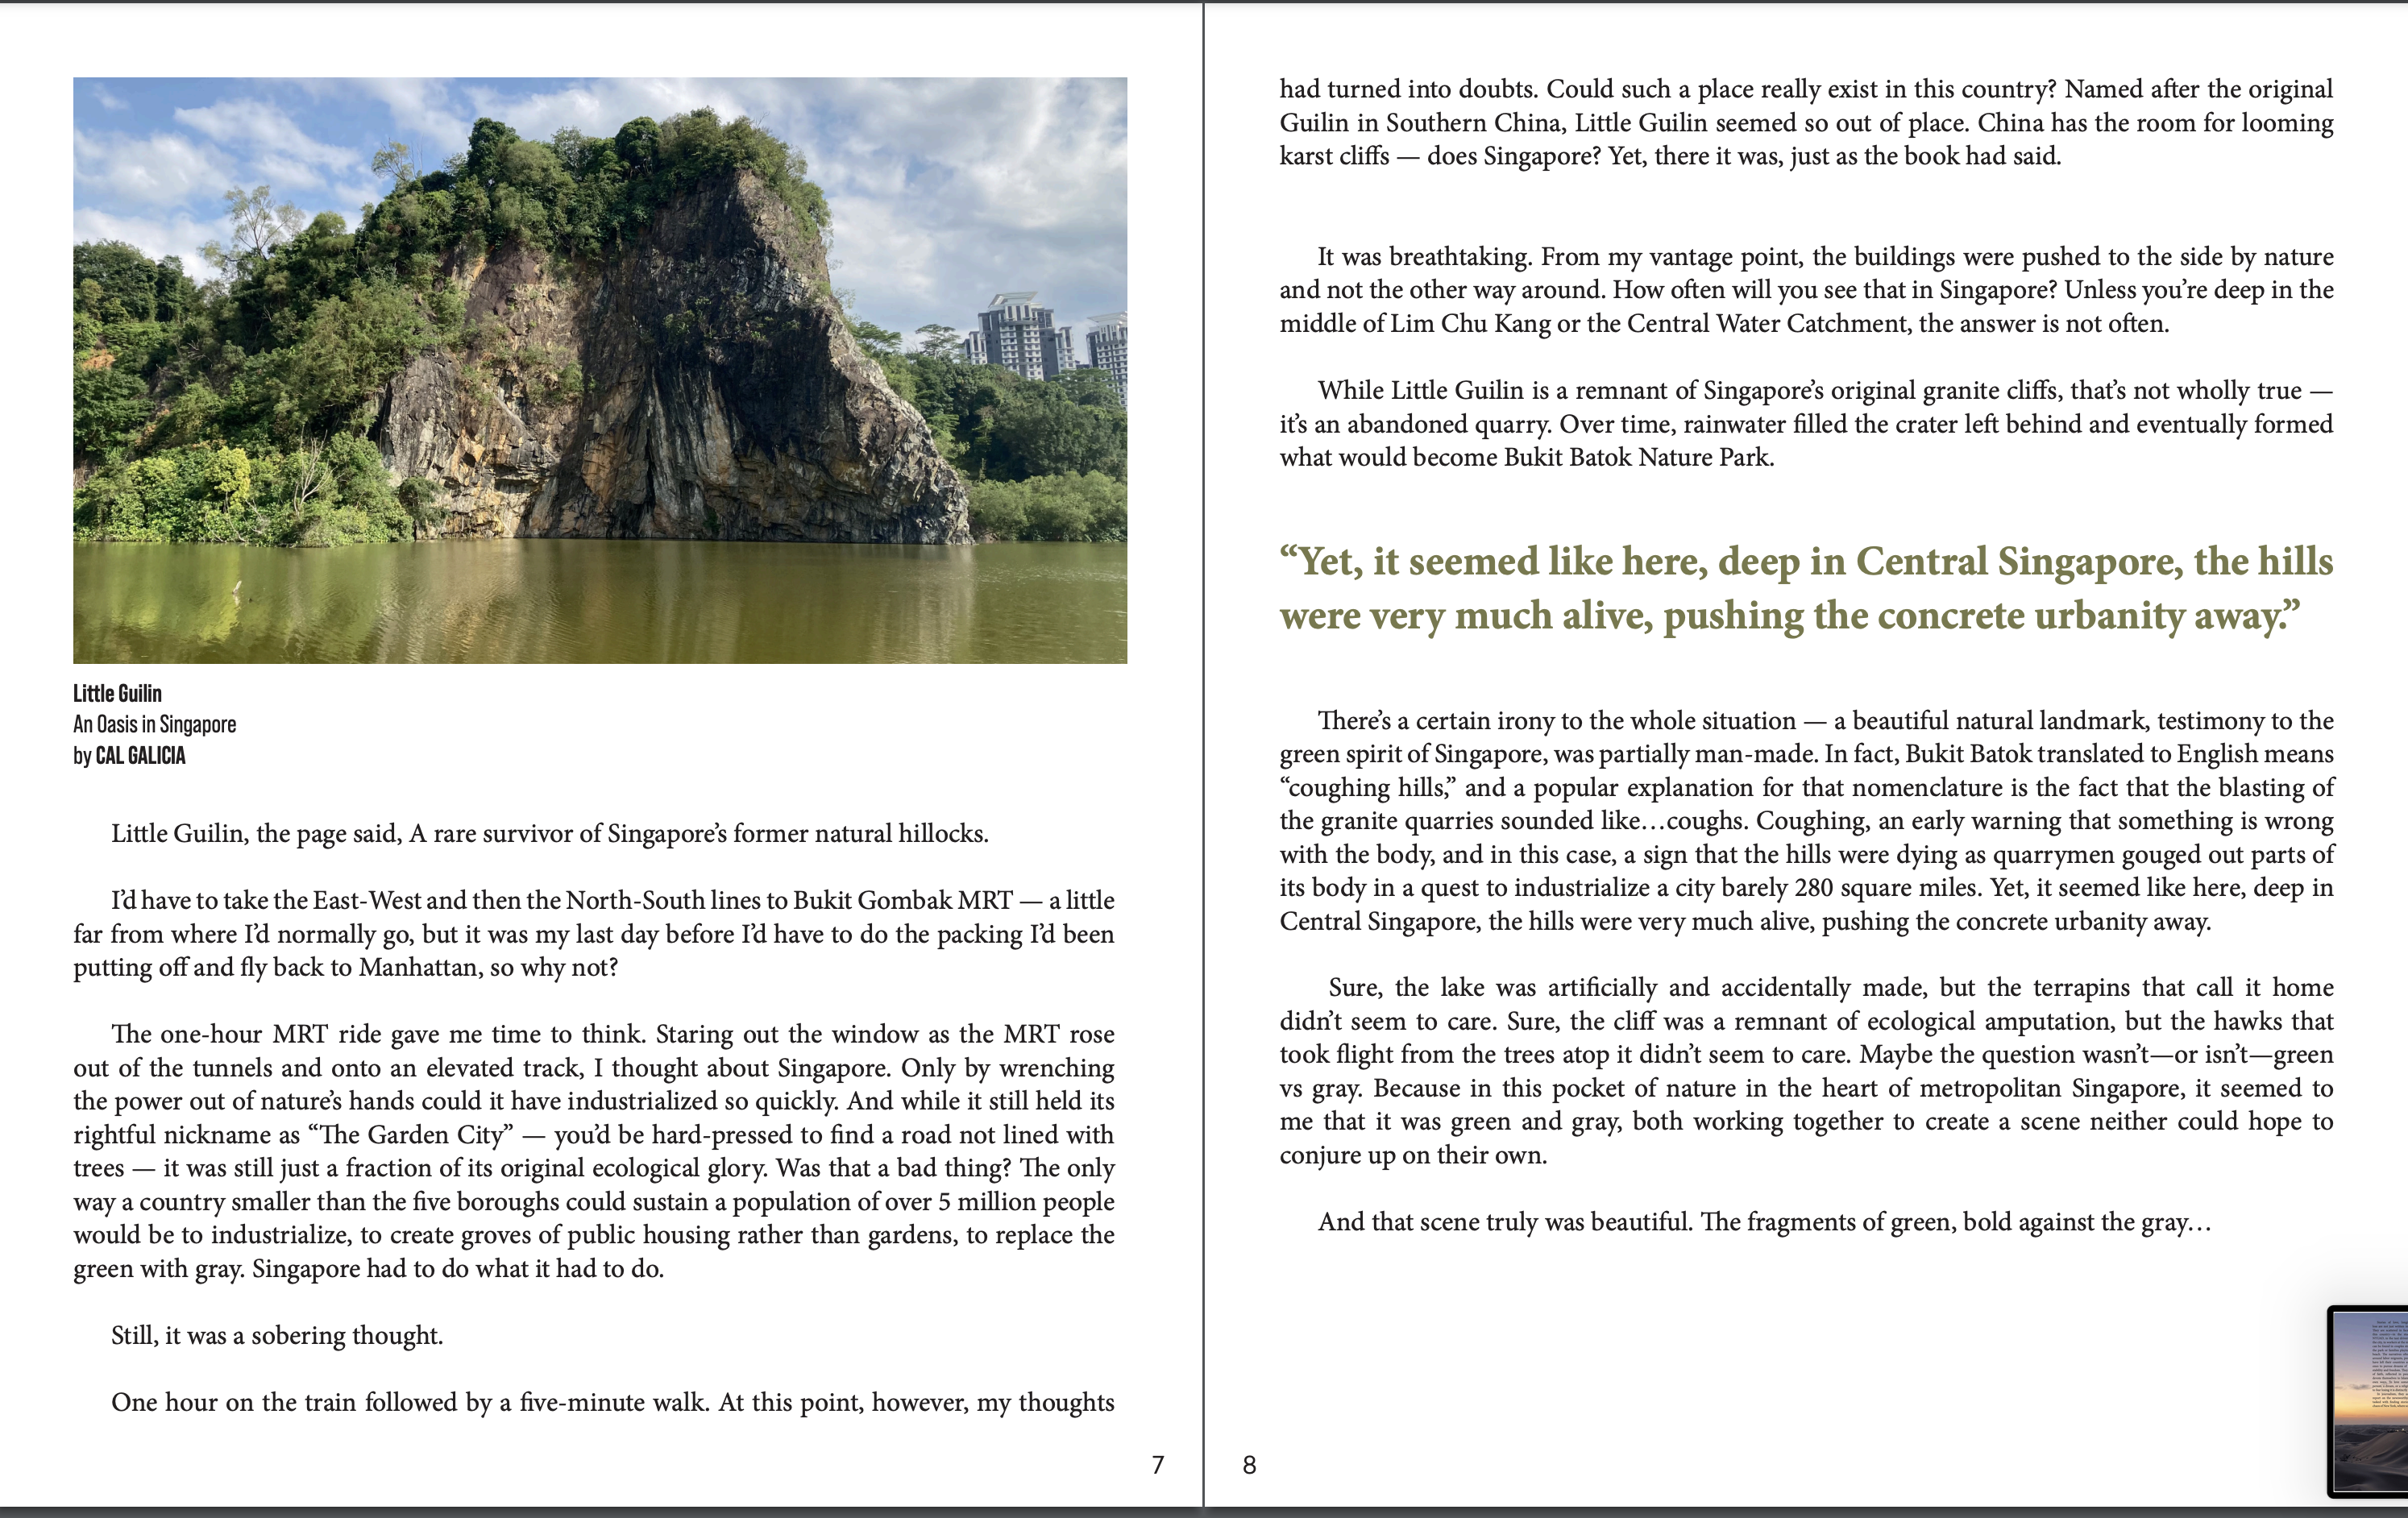 Little Guilin
An Oasis in Singapore
by CAL GALICIA
Little Guilin, the page said, A rare survivor of Singapore’s former natural hillocks.
I’d have to take the East-West and then the North-South lines to Bukit Gombak MRT — a little
far from where I’d normally go, but it was my last day before I’d have to do the packing I’d been
putting off and fly back to Manhattan, so why not?
The one-hour MRT ride gave me time to think. Staring out the window as the MRT rose
out of the tunnels and onto an elevated track, I thought about Singapore. Only by wrenching
the power out of nature’s hands could it have industrialized so quickly. And while it still held its
rightful nickname as “The Garden City” — you’d be hard-pressed to find a road not lined with
trees — it was still just a fraction of its original ecological glory. Was that a bad thing? The only
way a country smaller than the five boroughs could sustain a population of over 5 million people
would be to industrialize, to create groves of public housing rather than gardens, to replace the
green with gray. Singapore had to do what it had to do.
Still, it was a sobering thought.
One hour on the train followed by a five-minute walk. At this point, however, my thoughts
7
had turned into doubts. Could such a place really exist in this country? Named after the original
Guilin in Southern China, Little Guilin seemed so out of place. China has the room for looming
karst cliffs — does Singapore? Yet, there it was, just as the book had said.
It was breathtaking. From my vantage point, the buildings were pushed to the side by nature
and not the other way around. How often will you see that in Singapore? Unless you’re deep in the
middle of Lim Chu Kang or the Central Water Catchment, the answer is not often.
While Little Guilin is a remnant of Singapore’s original granite cliffs, that’s not wholly true —
it’s an abandoned quarry. Over time, rainwater filled the crater left behind and eventually formed
what would become Bukit Batok Nature Park.
“Yet, it seemed like here, deep in Central Singapore, the hills
were very much alive, pushing the concrete urbanity away.”
There’s a certain irony to the whole situation — a beautiful natural landmark, testimony to the
green spirit of Singapore, was partially man-made. In fact, Bukit Batok translated to English means
“coughing hills,” and a popular explanation for that nomenclature is the fact that the blasting of
the granite quarries sounded like…coughs. Coughing, an early warning that something is wrong
with the body, and in this case, a sign that the hills were dying as quarrymen gouged out parts of
its body in a quest to industrialize a city barely 280 square miles. Yet, it seemed like here, deep in
Central Singapore, the hills were very much alive, pushing the concrete urbanity away.
Sure, the lake was artificially and accidentally made, but the terrapins that call it home
didn’t seem to care. Sure, the cliff was a remnant of ecological amputation, but the hawks that
took flight from the trees atop it didn’t seem to care. Maybe the question wasn’t—or isn’t—green
vs gray. Because in this pocket of nature in the heart of metropolitan Singapore, it seemed to
me that it was green and gray, both working together to create a scene neither could hope to
conjure up on their own.
And that scene truly was beautiful. The fragments of green, bold against the gray…
8